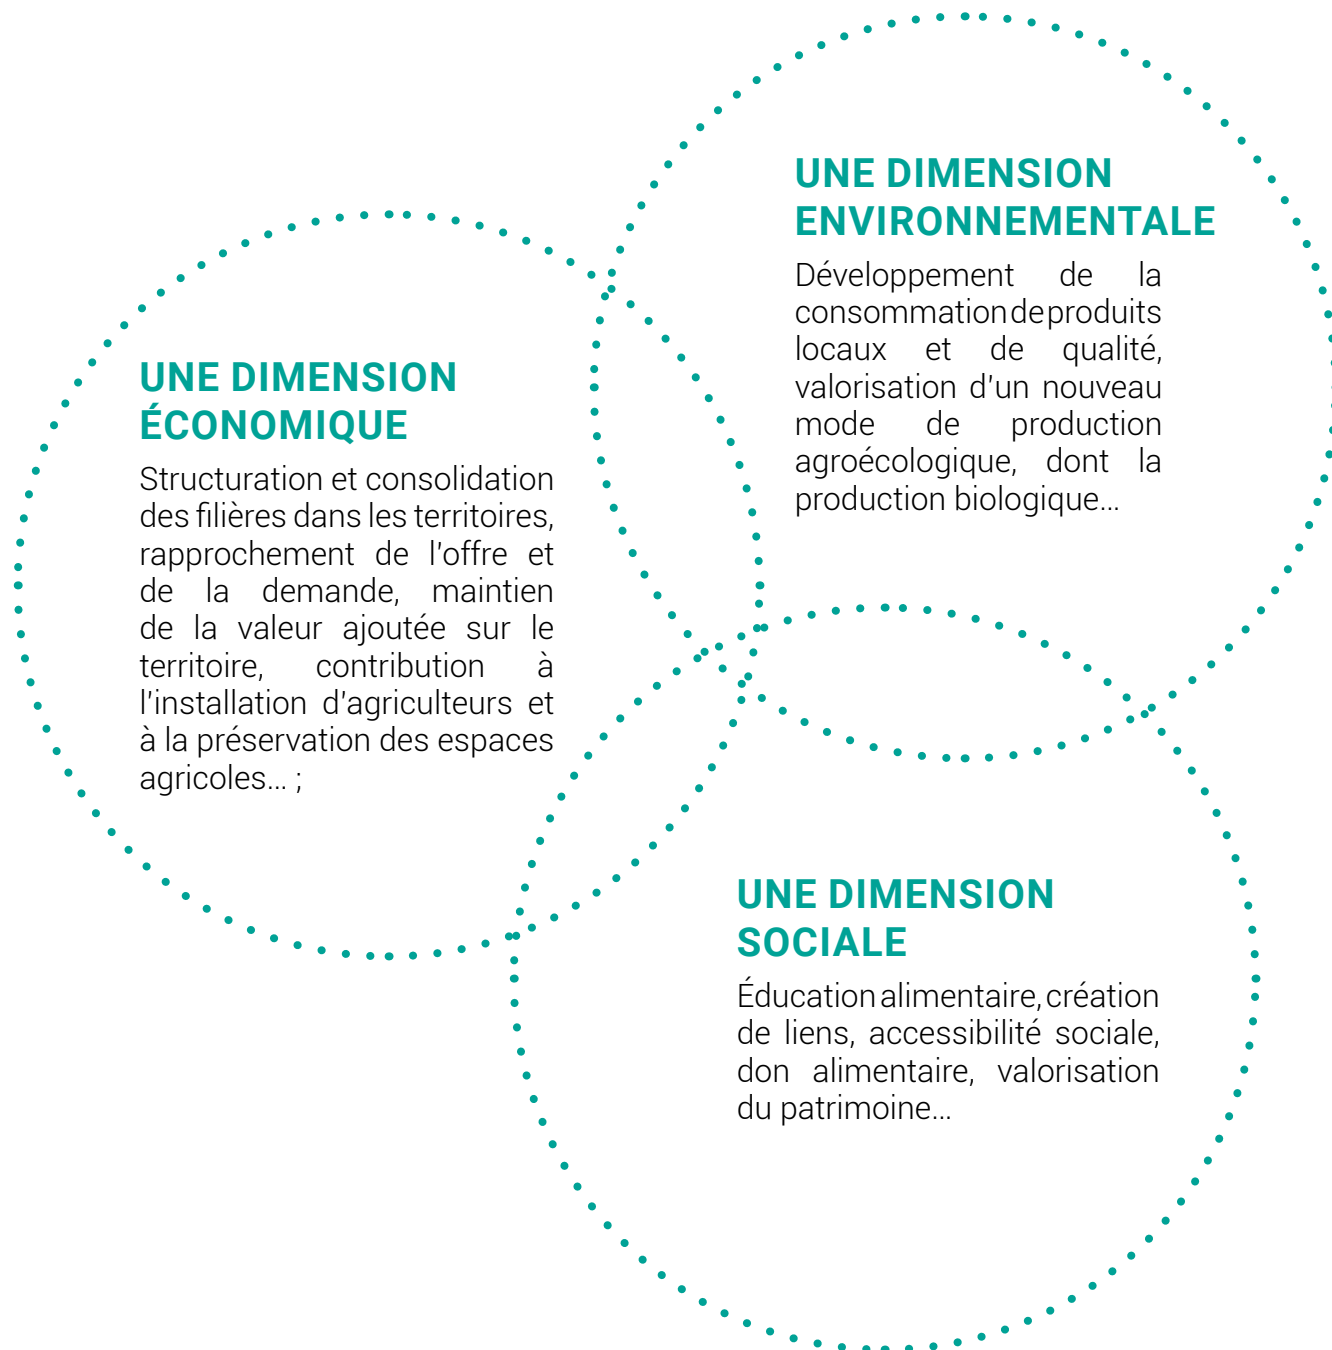 UNE DIMENSION
ENVIRONNEMENTALE
Développement de la
consommation de produits
locaux et de qualité,
valorisation d'un nouveau
mode de production
agroécologique, dont la
production biologique...
UNE DIMENSION
ÉCONOMIQUE
Structuration et consolidation
des filières dans les territoires,
rapprochement de l'offre et
de la demande, maintien
de la valeur ajoutée sur le
territoire, contribution à
l'installation d'agriculteurs et
à la préservation des espaces
agricoles... ;
UNE DIMENSION
SOCIALE
Éducation alimentaire, création
de liens, accessibilité sociale,
don alimentaire, valorisation
du patrimoine...